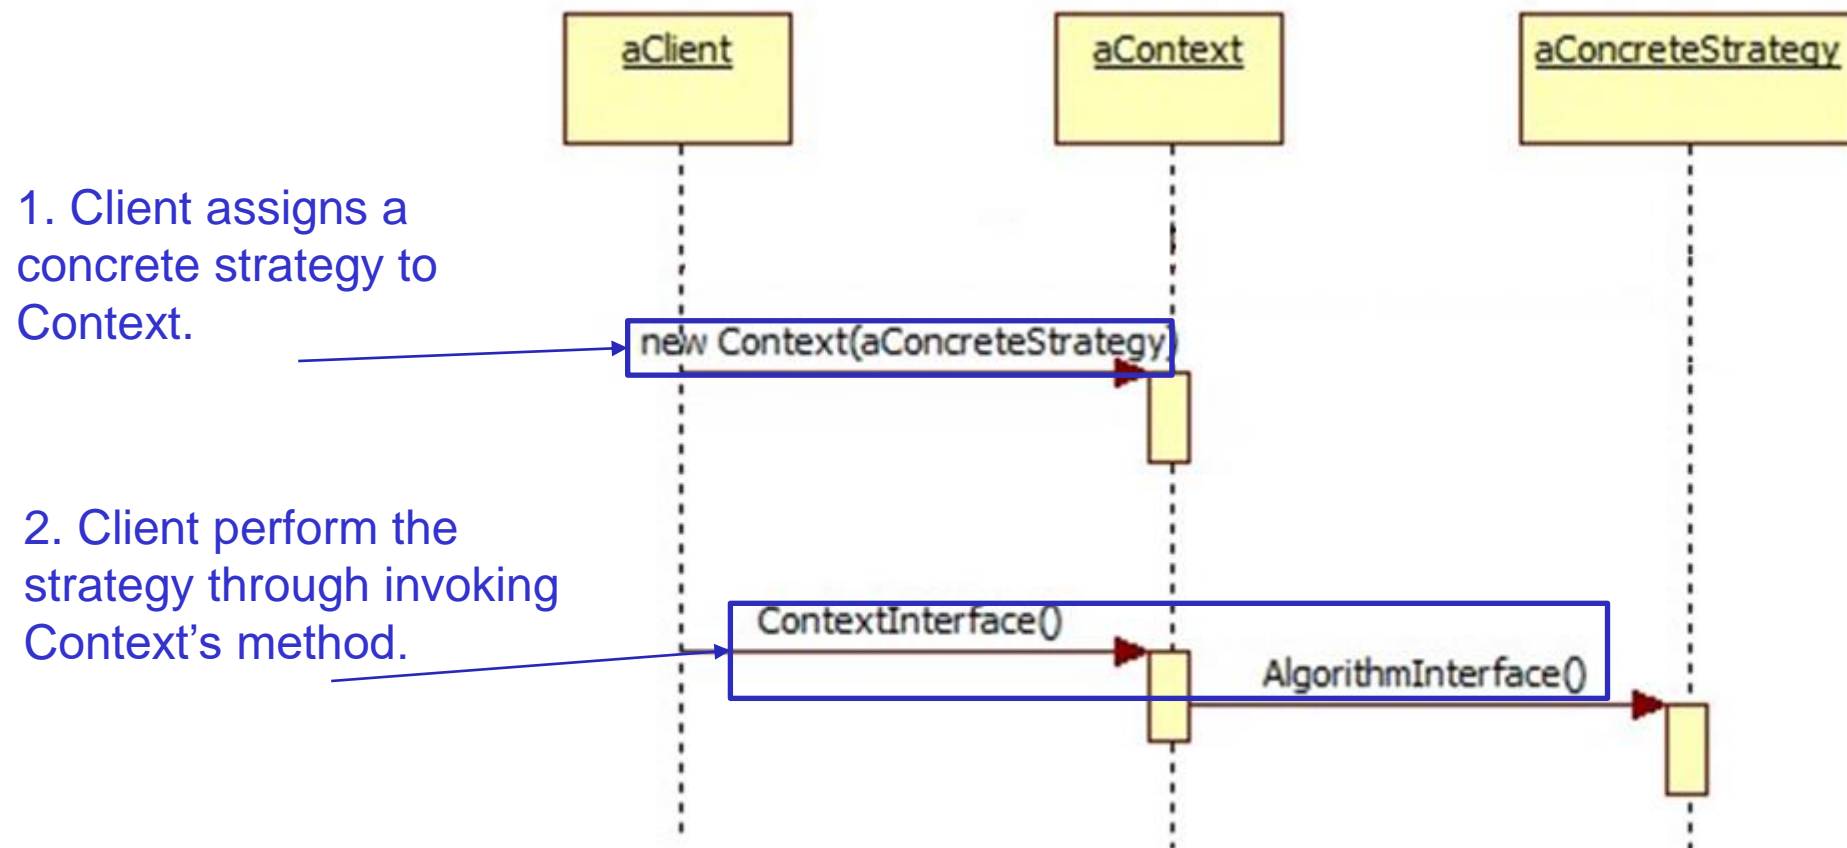 aClient
aContext
aConcreteStrategy
1. Client assigns a
concrete strategy to
Context.
new Context(aConcreteStrategy)
2. Client perform the
strategy through invoking
Context’s method.
ContextInterface()
AlgorithmInterface()